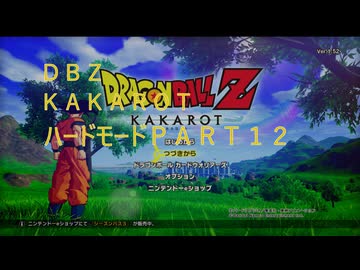 Ver 1.52
DBZ
KAKAROT
ハードモードPART12
DRAGON BALL Z
KAKAROT
はじめから
つづきから
ドラゴンボール カードウォリアーズ
オプション
ニンテンドーeショップ
ニンテンドーeショップにて「シーズンパス3」が販売中。